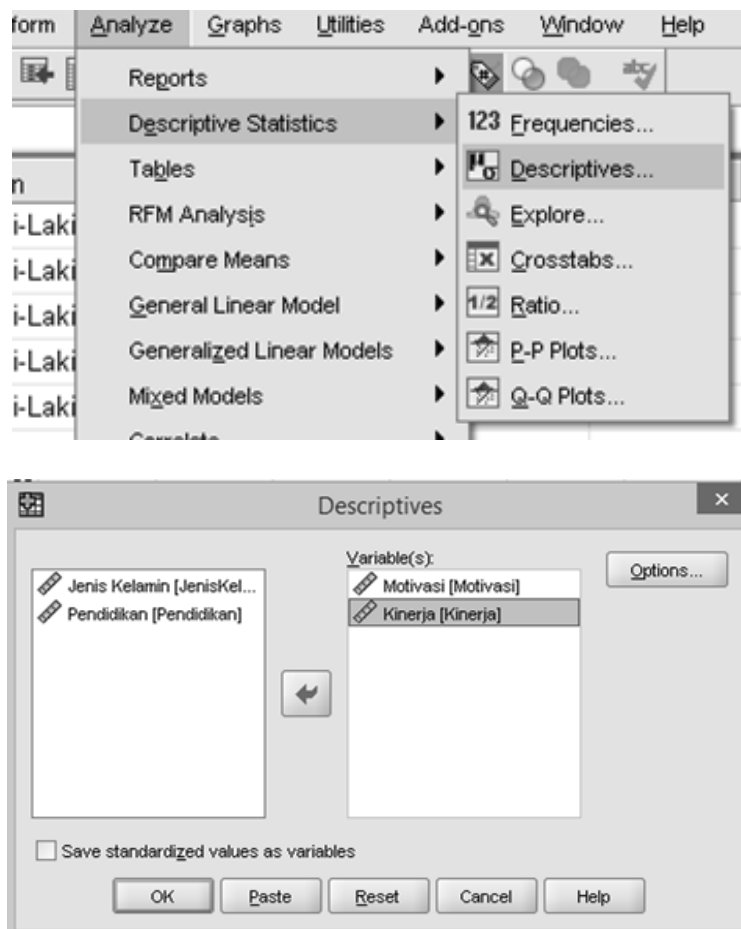 form Analyze Graphs Utilities Add-ons Window Help
Reports
Descriptive Statistics
Tables
RFM Analysis
Compare Means
General Linear Model
Generalized Linear Models
Mixed Models
Correlate
123 Frequencies...
Descriptives...
Explore...
Crosstabs...
1/2 Ratio...
P-P Plots...
Q-Q Plots...
n
i-Laki
i-Laki
i-Laki
i-Laki
i-Laki
Descriptives
Variable(s):
Jenis Kelamin [JenisKel...
Pendidikan [Pendidikan]
Motivasi [Motivasi]
Kinerja [Kinerja]
Options...
Save standardized values as variables
OK Paste Reset Cancel Help